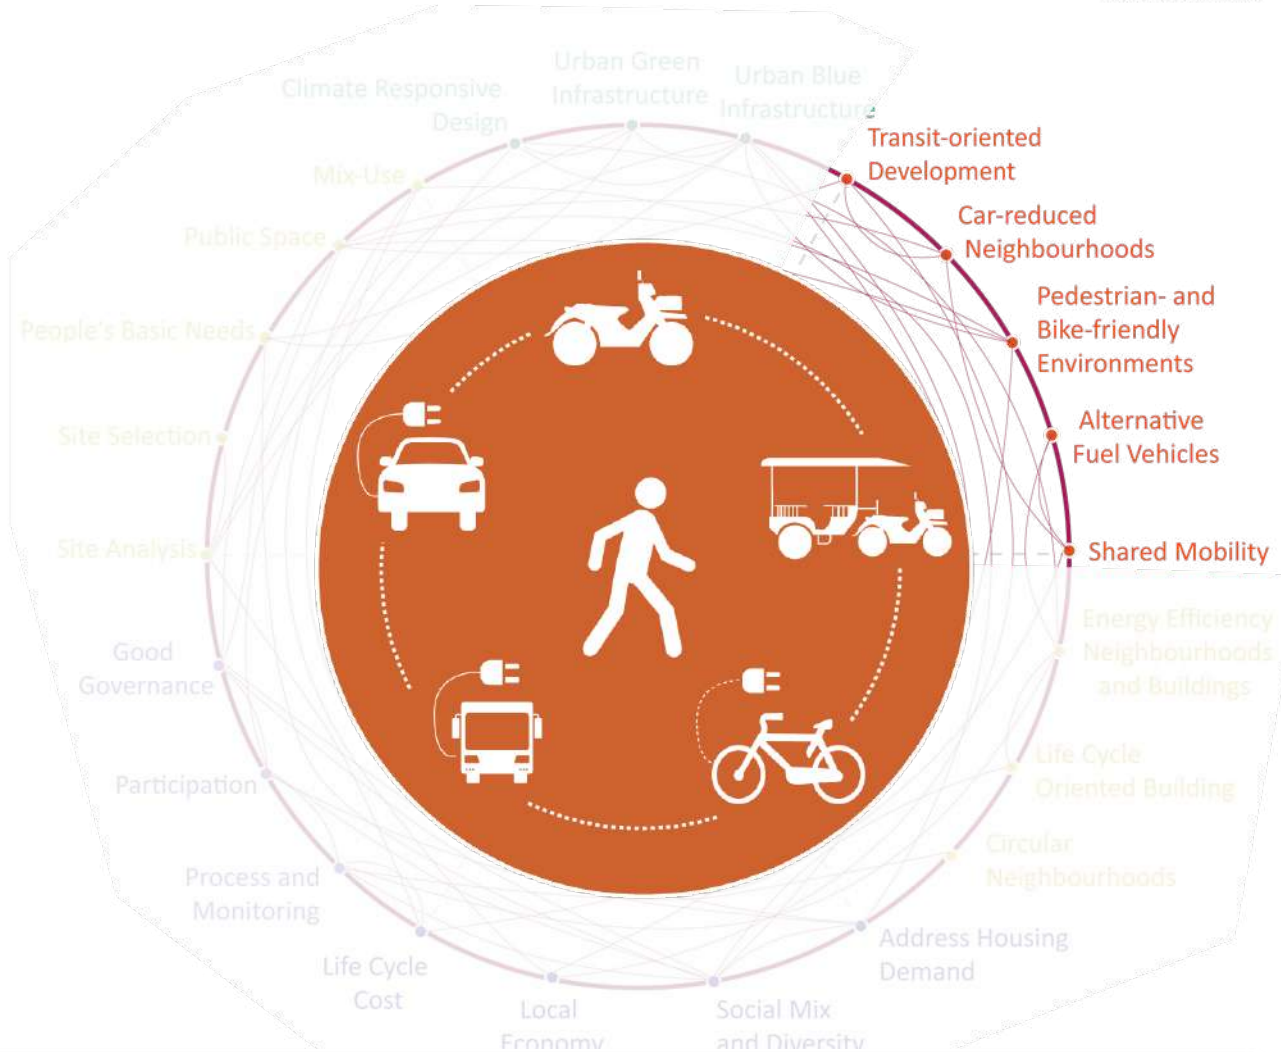 Urban Green
Infrastructure
Urban Blue
Infrastructure
Climate Responsive
Design
Mix-Use
Public Space
People's Basic Needs
Site Selection
Site Analysis
Good
Governance
Participation
Process and
Monitoring
Life Cycle
Cost
Local
Economy
Social Mix
and Diversity
Address Housing
Demand
Circular
Neighbourhoods
Life Cycle
Oriented Building
Energy Efficiency
Neighbourhoods
and Buildings
Shared Mobility
Alternative
Fuel Vehicles
Pedestrian- and
Bike-friendly
Environments
Car-reduced
Neighbourhoods
Transit-oriented
Development